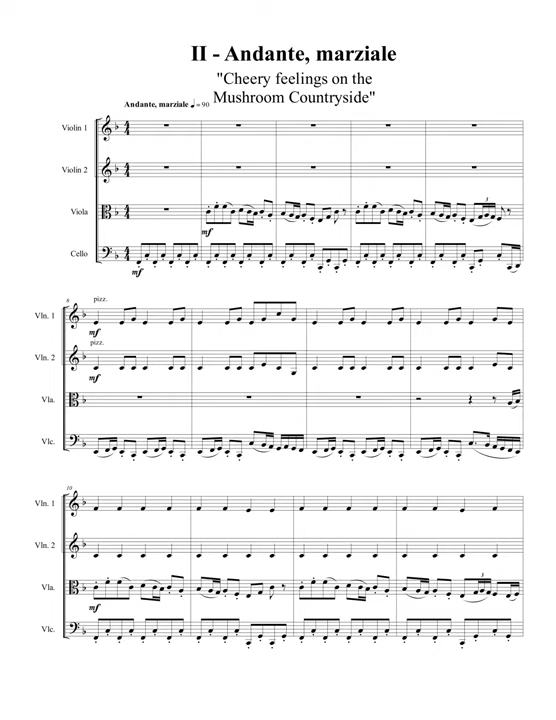 II - Andante, marziale
"Cheery feelings on the
Mushroom Countryside"
Andante, marziale ♩ = 90
Violin 1
Violin 2
Viola
mf
Cello
mf
6
pizz.
Vln. 1
mf
pizz.
Vln. 2
mf
Vla.
Vlc.
10
Vln. 1
Vln. 2
Vla.
mf
Vlc.